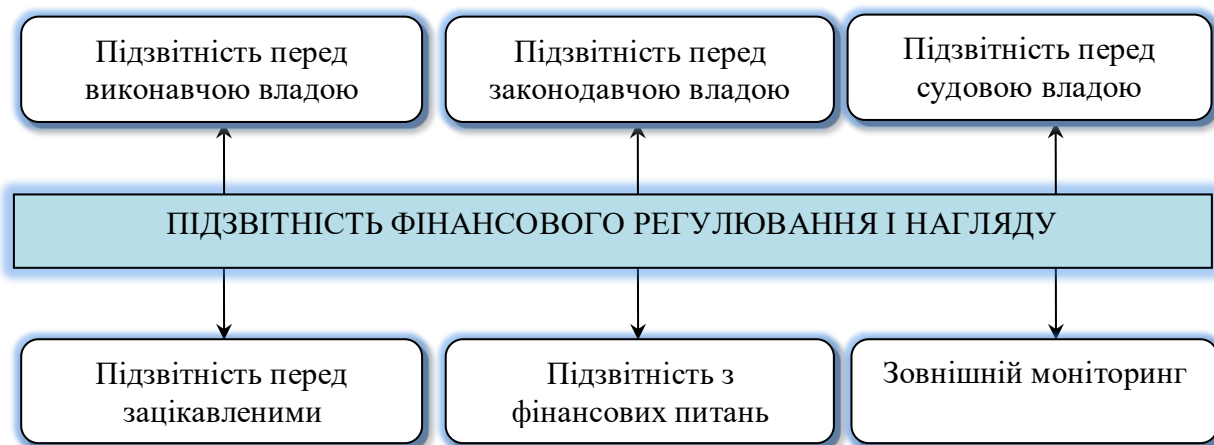 Підзвітність перед
виконавчою владою
Підзвітність перед
законодавчою владою
Підзвітність перед
судовою владою
ПІДЗВІТНІСТЬ ФІНАНСОВОГО РЕГУЛЮВАННЯ І НАГЛЯДУ
Підзвітність перед
зацікавленими
Підзвітність з
фінансових питань
Зовнішній моніторинг